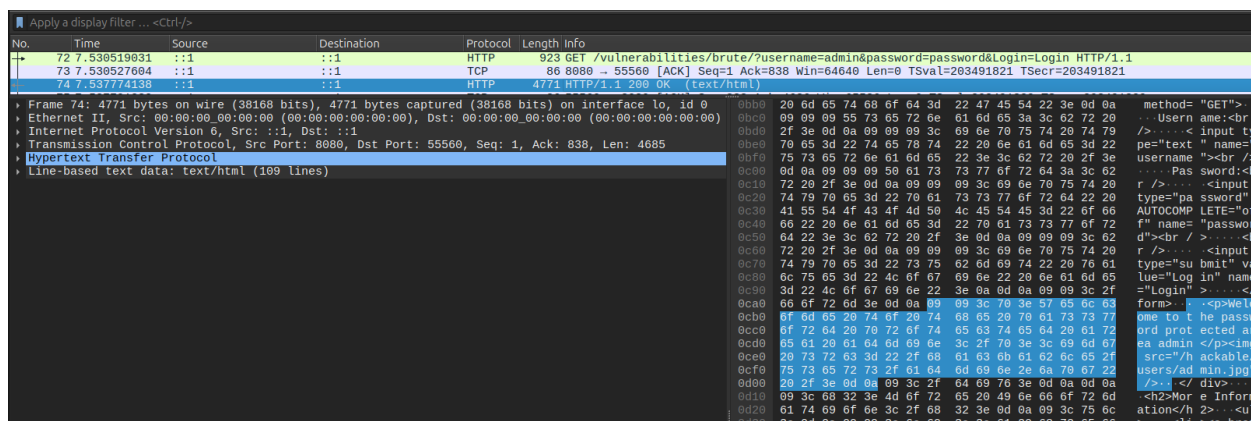 Apply a display filter … <Ctrl-/>
No. Time Source Destination Protocol Length Info
72 7.530519031 ::1 ::1 HTTP 923 GET /vulnerabilities/brute/?username=admin&password=password&Login=Login HTTP/1.1
73 7.530527604 ::1 ::1 TCP 86 8080 → 55560 [ACK] Seq=1 Ack=838 Win=64640 Len=0 TSval=203491821 TSecr=203491821
74 7.537774138 ::1 ::1 HTTP 4771 HTTP/1.1 200 OK (text/html)
Frame 74: 4771 bytes on wire (38168 bits), 4771 bytes captured (38168 bits) on interface lo, id 0
Ethernet II, Src: 00:00:00_00:00:00 (00:00:00:00:00:00), Dst: 00:00:00_00:00:00 (00:00:00:00:00:00)
Internet Protocol Version 6, Src: ::1, Dst: ::1
Transmission Control Protocol, Src Port: 8080, Dst Port: 55560, Seq: 1, Ack: 838, Len: 4685
Hypertext Transfer Protocol
Line-based text data: text/html (109 lines)
0bb0 20 6d 65 74 68 6f 64 3d 22 47 45 54 22 3e 0d 0a method= "GET">·
0bc0 09 09 09 55 73 65 72 6e 61 6d 65 3a 3c 62 72 20 ···Usern ame:<br
0bd0 2f 3e 0d 0a 09 09 09 3c 69 6e 70 75 74 20 74 79 />·····< input ty
0be0 70 65 3d 22 74 65 78 74 22 20 6e 61 6d 65 3d 22 pe="text " name=
0bf0 75 73 65 72 6e 61 6d 65 22 3e 3c 62 72 20 2f 3e username "><br />
0c00 0d 0a 09 09 09 50 61 73 73 77 6f 72 64 3a 3c 62 ·····Pas sword:<
0c10 72 20 2f 3e 0d 0a 09 09 09 3c 69 6e 70 75 74 20 r />···· ·<input
0c20 74 79 70 65 3d 22 70 61 73 73 77 6f 72 64 22 20 type="pa ssword"
0c30 41 55 54 4f 43 4f 4d 50 4c 45 54 45 3d 22 6f 66 AUTOCOMP LETE="of
0c40 66 22 20 6e 61 6d 65 3d 22 70 61 73 73 77 6f 72 f" name= "passwo
0c50 64 22 3e 3c 62 72 20 2f 3e 0d 0a 09 09 09 3c 62 d"><br / >·····<
0c60 72 20 2f 3e 0d 0a 09 09 09 3c 69 6e 70 75 74 20 r />···· ·<input
0c70 74 79 70 65 3d 22 73 75 62 6d 69 74 22 20 76 61 type="su bmit" va
0c80 6c 75 65 3d 22 4c 6f 67 69 6e 22 20 6e 61 6d 65 lue="Log in" nam
0c90 3d 22 4c 6f 67 69 6e 22 3e 0a 0d 0a 09 09 3c 2f ="Login" >·····<
0ca0 66 6f 72 6d 3e 0d 0a 09 09 3c 70 3e 57 65 6c 63 form>··· ·<p>Wel
0cb0 6f 6d 65 20 74 6f 20 74 68 65 20 70 61 73 73 77 ome to t he passw
0cc0 6f 72 64 20 70 72 6f 74 65 63 74 65 64 20 61 72 ord prot ected a
0cd0 65 61 20 61 64 6d 69 6e 3c 2f 70 3e 3c 69 6d 67 ea admin </p><im
0ce0 20 73 72 63 3d 22 2f 68 61 63 6b 61 62 6c 65 2f src="/h ackable
0cf0 75 73 65 72 73 2f 61 64 6d 69 6e 2e 6a 70 67 22 users/ad min.jpg"
0d00 20 2f 3e 0d 0a 09 3c 2f 64 69 76 3e 0d 0a 0d 0a />···</ div>····
0d10 09 3c 68 32 3e 4d 6f 72 65 20 49 6e 66 6f 72 6d ·<h2>Mor e Infor
0d20 61 74 69 6f 6e 3c 2f 68 32 3e 0d 0a 09 3c 75 6c ation</h 2>···<u